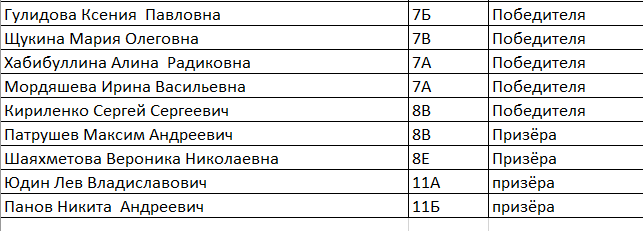 Гулидова Ксения  Павловна 7Б Победителя
Щукина Мария Олеговна 7В Победителя
Хабибуллина Алина  Радиковна 7А Победителя
Мордяшева Ирина Васильевна 7А Победителя
Кириленко Сергей Сергеевич 8В Победителя
Патрушев Максим Андреевич 8В Призёра
Шаяхметова Вероника Николаевна 8Е Призёра
Юдин Лев Владиславович 11А призёра
Панов Никита  Андреевич 11Б призёра